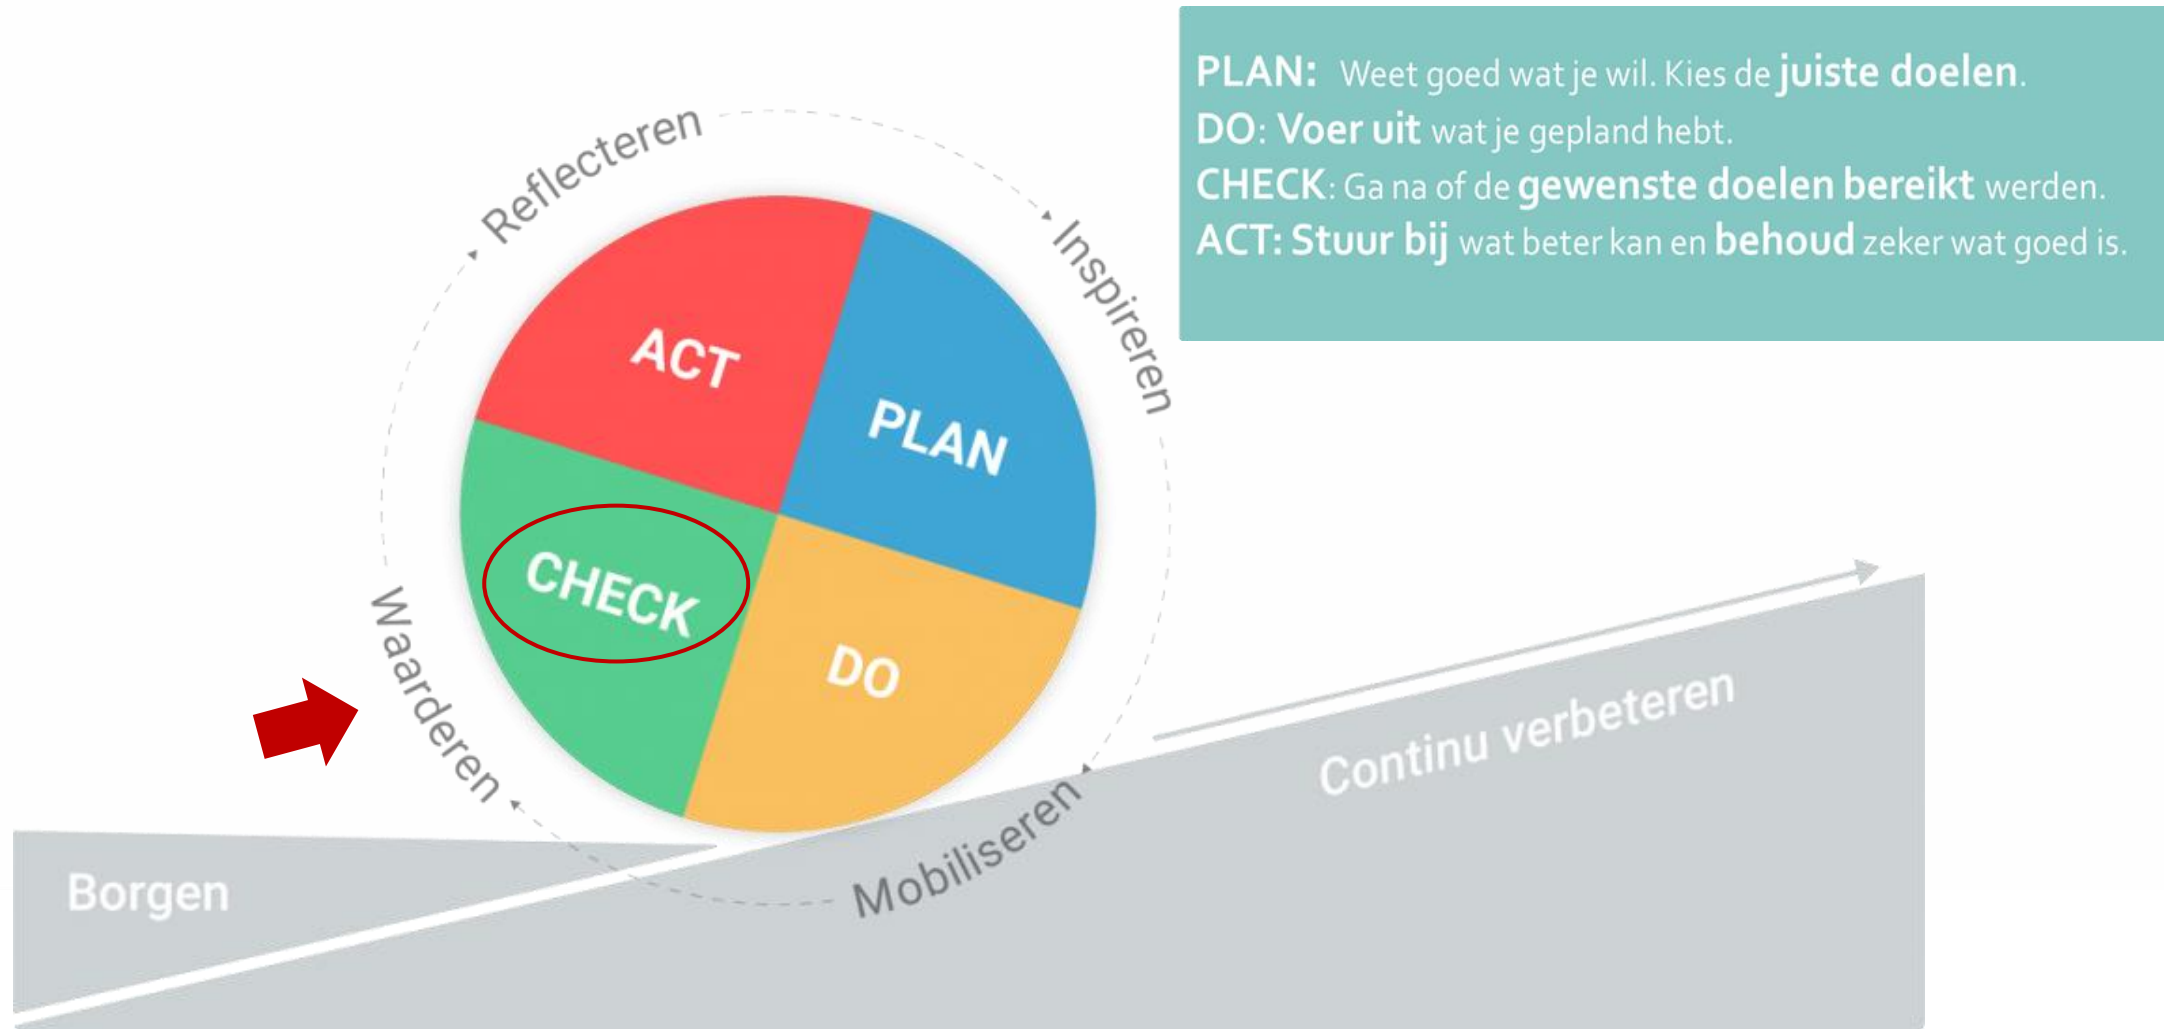 PLAN: Weet goed wat je wil. Kies de juiste doelen.
DO: Voer uit wat je gepland hebt.
CHECK: Ga na of de gewenste doelen bereikt werden.
ACT: Stuur bij wat beter kan en behoud zeker wat goed is.
Reflecteren
Inspireren
ACT
PLAN
CHECK
DO
Waarderen
Mobiliseren
Continu verbeteren
Borgen